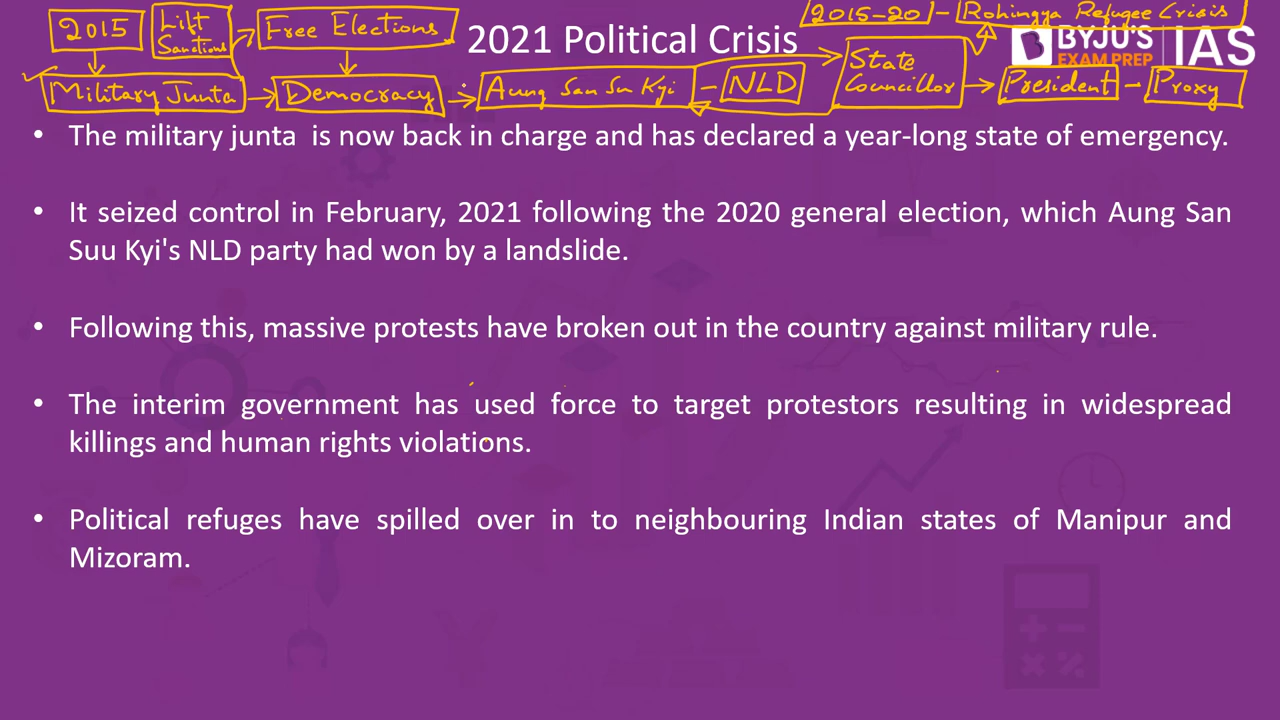 2015 Lift Sanctions Free Elections 2021 Political Crisis 2015-20 - Rohingya Refugee Crisis
BYJU'S EXAM PREP IAS
Military Junta Democracy Aung San Su Kyi - NLD State Councillor President - Proxy
• The military junta is now back in charge and has declared a year-long state of emergency.
• It seized control in February, 2021 following the 2020 general election, which Aung San
Suu Kyi's NLD party had won by a landslide.
• Following this, massive protests have broken out in the country against military rule.
• The interim government has used force to target protestors resulting in widespread
killings and human rights violations.
• Political refuges have spilled over in to neighbouring Indian states of Manipur and
Mizoram.